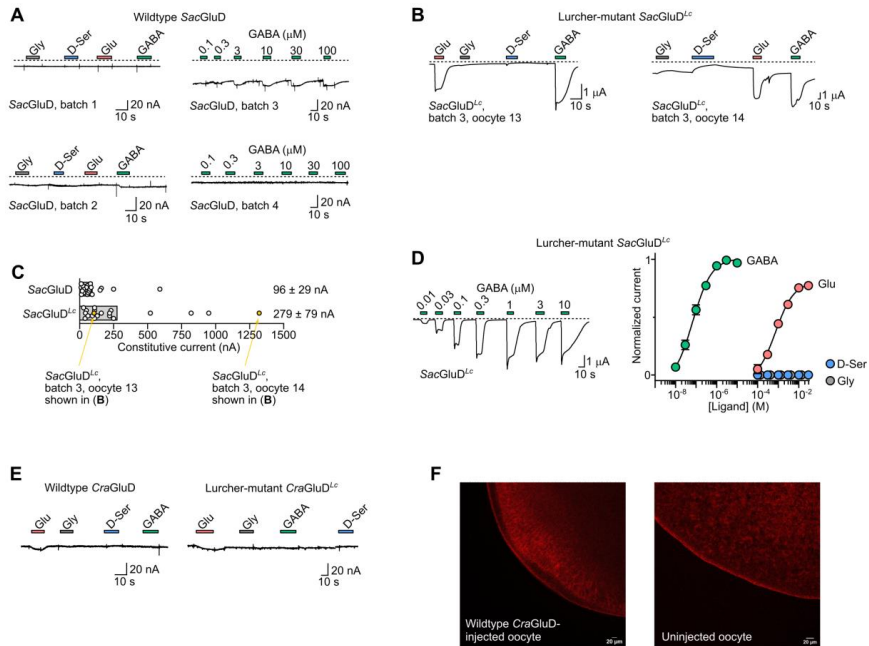 A
Wildtype SacGluD
Gly D-Ser Glu GABA
SacGluD, batch 1
20 nA
10 s
GABA (μM)
0.1 0.3 3 10 30 100
SacGluD, batch 3
20 nA
10 s
Gly D-Ser Glu GABA
SacGluD, batch 2
20 nA
10 s
GABA (μM)
0.1 0.3 3 10 30 100
SacGluD, batch 4
20 nA
10 s
B
Lurcher-mutant SacGluDLc
Glu Gly D-Ser GABA
SacGluDLc,
batch 3, oocyte 13
1 μA
10 s
Gly D-Ser Glu GABA
SacGluDLc,
batch 3, oocyte 14
1 μA
10 s
C
SacGluD
96 ± 29 nA
SacGluDLc
279 ± 79 nA
0 250 500 750 1000 1500
Constitutive current (nA)
SacGluDLc,
batch 3, oocyte 13
shown in (B)
SacGluDLc,
batch 3, oocyte 14
shown in (B)
D
Lurcher-mutant SacGluDLc
GABA (μM)
0.01 0.03 0.1 0.3 1 3 10
SacGluDLc
1 μA
10 s
Normalized current
1
0
GABA
Glu
D-Ser
Gly
10-8 10-6 10-4 10-2
[Ligand] (M)
E
Wildtype CraGluD
Glu Gly D-Ser GABA
20 nA
10 s
Lurcher-mutant CraGluDLc
Glu Gly GABA D-Ser
20 nA
10 s
F
Wildtype CraGluD-
injected oocyte
20 μm
Uninjected oocyte
20 μm